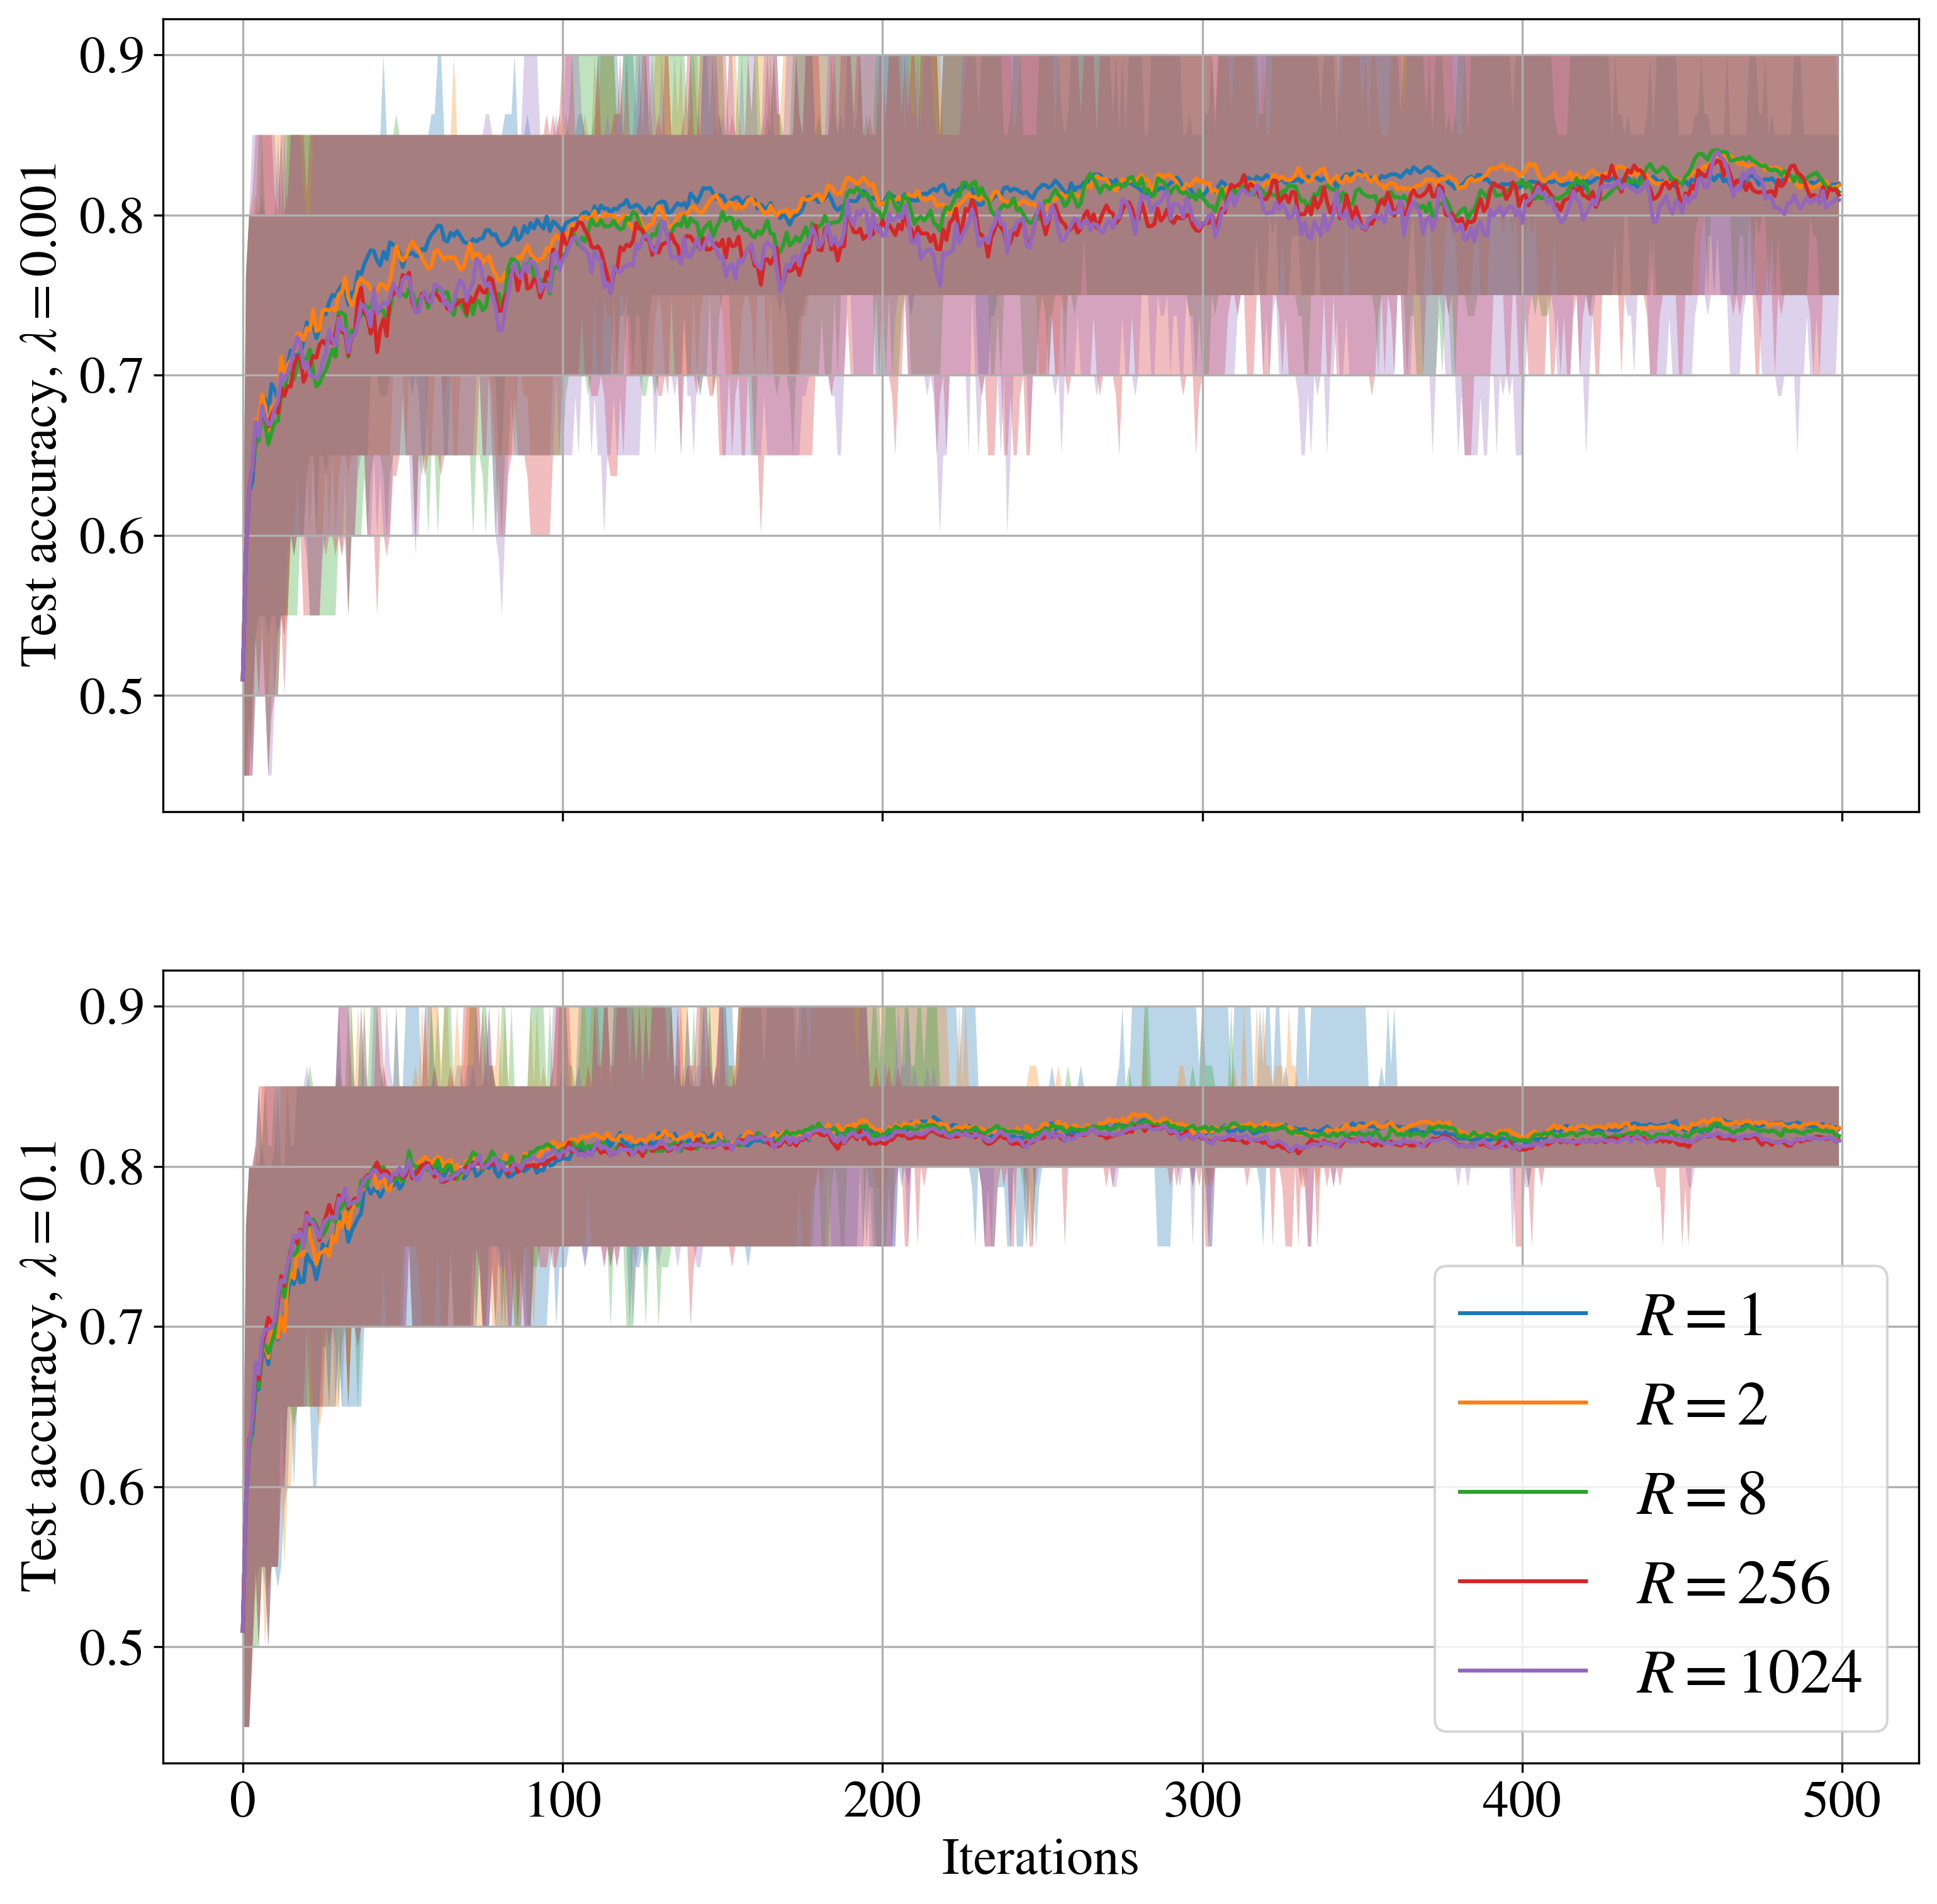 0.9
0.8
0.7
0.6
0.5
Test accuracy, λ = 0.001
0.9
0.8
0.7
0.6
0.5
Test accuracy, λ = 0.1
R = 1
R = 2
R = 8
R = 256
R = 1024
0 100 200 300 400 500
Iterations